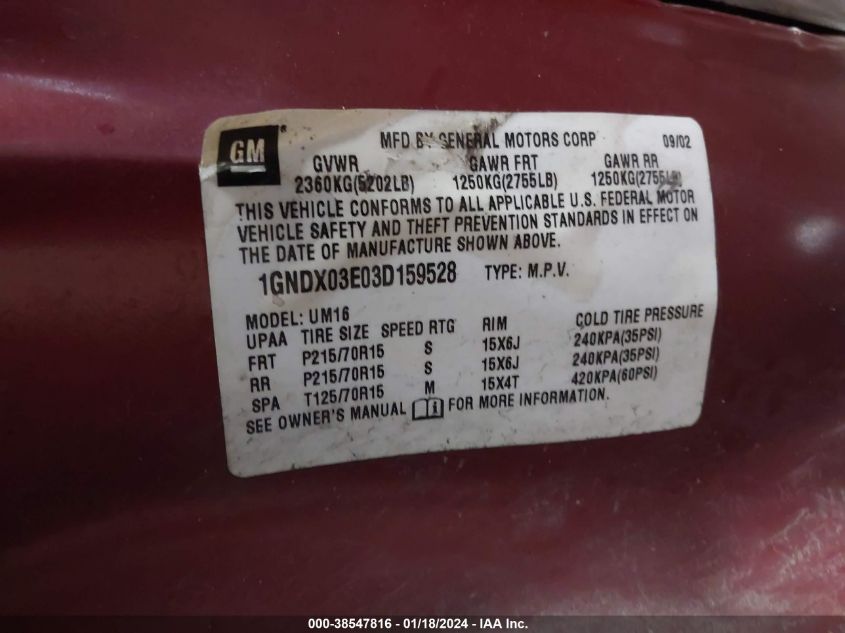 GM®
MFD BY GENERAL MOTORS CORP 09/02
GVWR GAWR FRT GAWR RR
2360KG(5202LB) 1250KG(2755LB) 1250KG(2755LB)
THIS VEHICLE CONFORMS TO ALL APPLICABLE U.S. FEDERAL MOTOR
VEHICLE SAFETY AND THEFT PREVENTION STANDARDS IN EFFECT ON
THE DATE OF MANUFACTURE SHOWN ABOVE.
1GNDX03E03D159528 TYPE: M.P.V.
MODEL: UM16
UPAA TIRE SIZE SPEED RTG RIM COLD TIRE PRESSURE
FRT P215/70R15 S 15X6J 240KPA(35PSI)
RR P215/70R15 S 15X6J 240KPA(35PSI)
SPA T125/70R15 M 15X4T 420KPA(60PSI)
SEE OWNER'S MANUAL i FOR MORE INFORMATION.
000-38547816 - 01/18/2024 - IAA Inc.